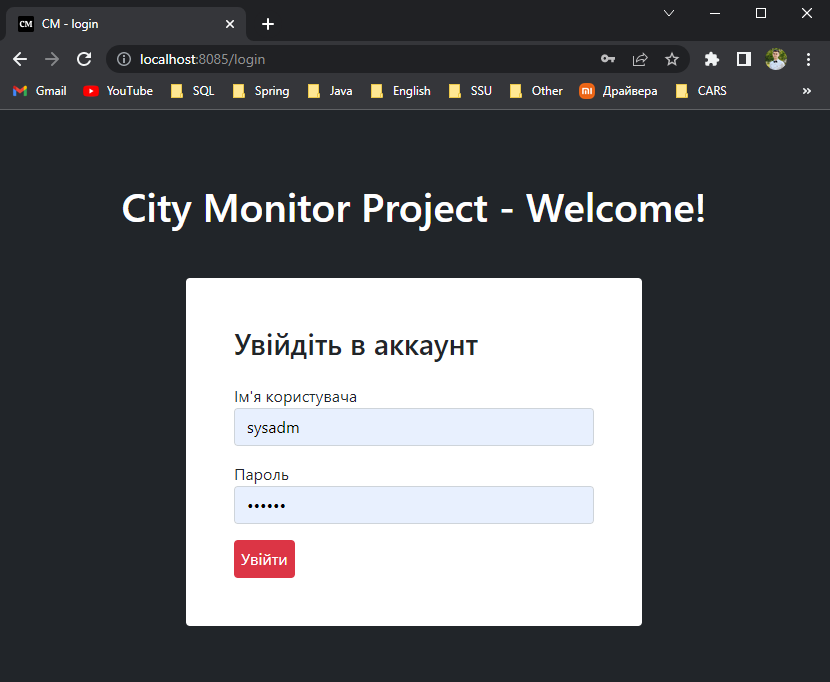 CM CM - login
localhost:8085/login
Gmail YouTube SQL Spring Java English SSU Other Драйвера CARS »
City Monitor Project - Welcome!
Увійдіть в аккаунт
Ім'я користувача
sysadm
Пароль
••••••
Увійти